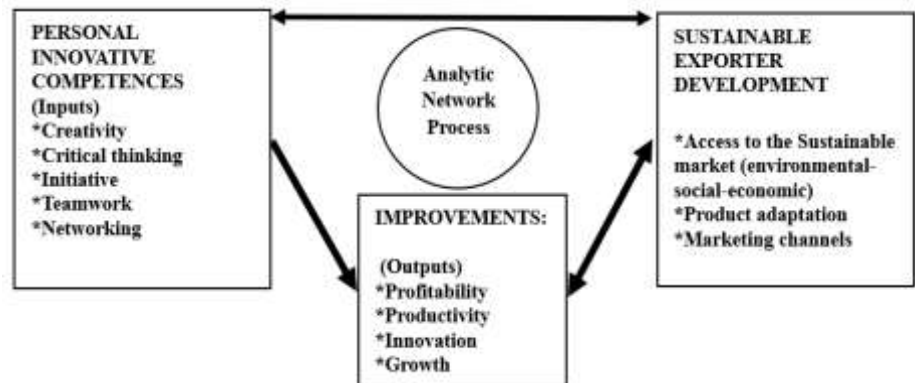 PERSONAL
INNOVATIVE
COMPETENCES
(Inputs)
*Creativity
*Critical thinking
*Initiative
*Teamwork
*Networking
Analytic
Network
Process
SUSTAINABLE
EXPORTER
DEVELOPMENT
*Access to the Sustainable
market (environmental-
social-economic)
*Product adaptation
*Marketing channels
IMPROVEMENTS:
(Outputs)
*Profitability
*Productivity
*Innovation
*Growth